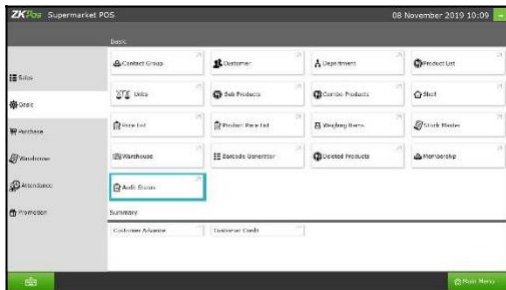 ZKPos Supermarket POS 08 November 2019 10:09
Basic
Contact Group Customer Department Product List
Sales
Units Sub Products Combo Products Shelf
Basic
Price List Product Price List Weighing Items Stock Master
Purchase
Warehouse Barcode Generator Deleted Products Membership
Warehouse
Attendance Audit Status
Promotion Summary
Customer Advance Customer Credit
Main Menu